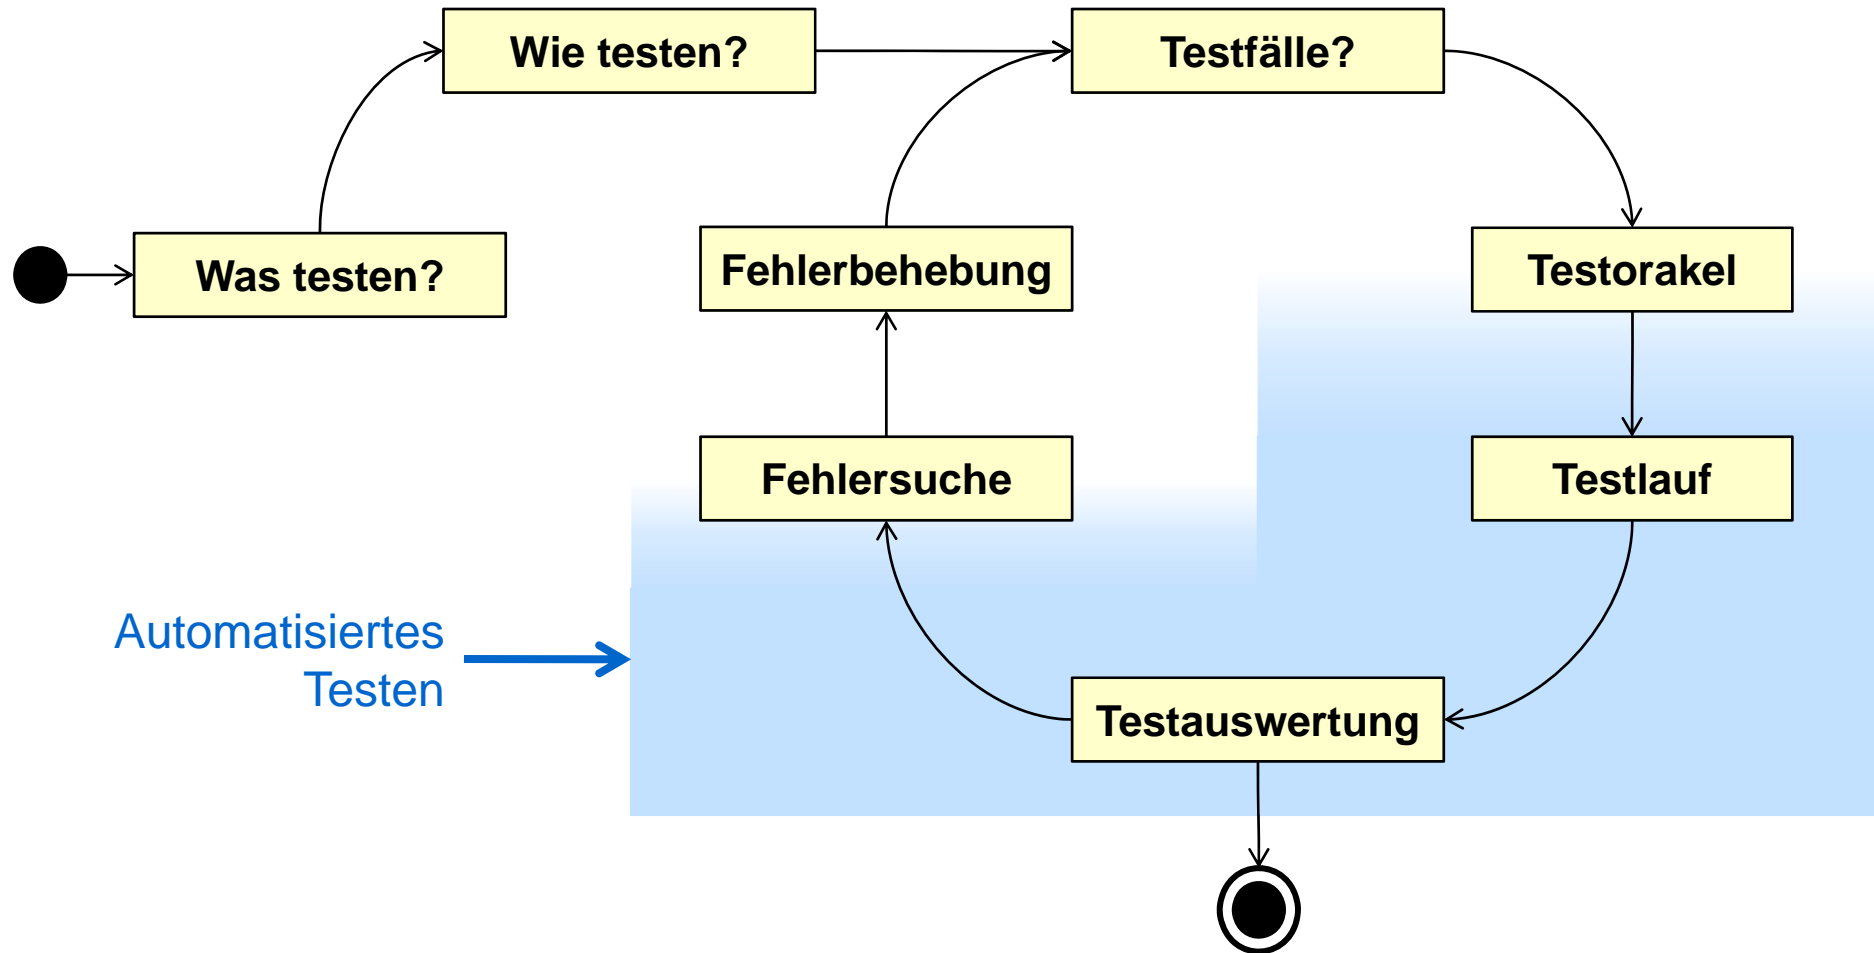 Wie testen?
Testfälle?
Was testen?
Fehlerbehebung
Testorakel
Fehlersuche
Testlauf
Automatisiertes
Testen
Testauswertung